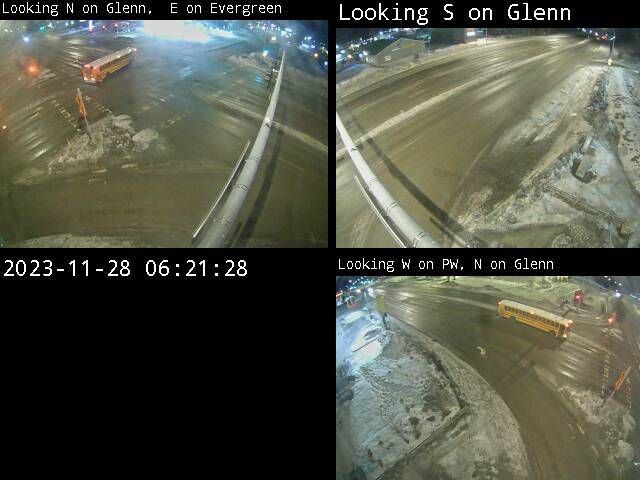 Looking N on Glenn,  E on Evergreen
Looking S on Glenn
2023-11-28 06:21:28
Looking W on PW, N on Glenn